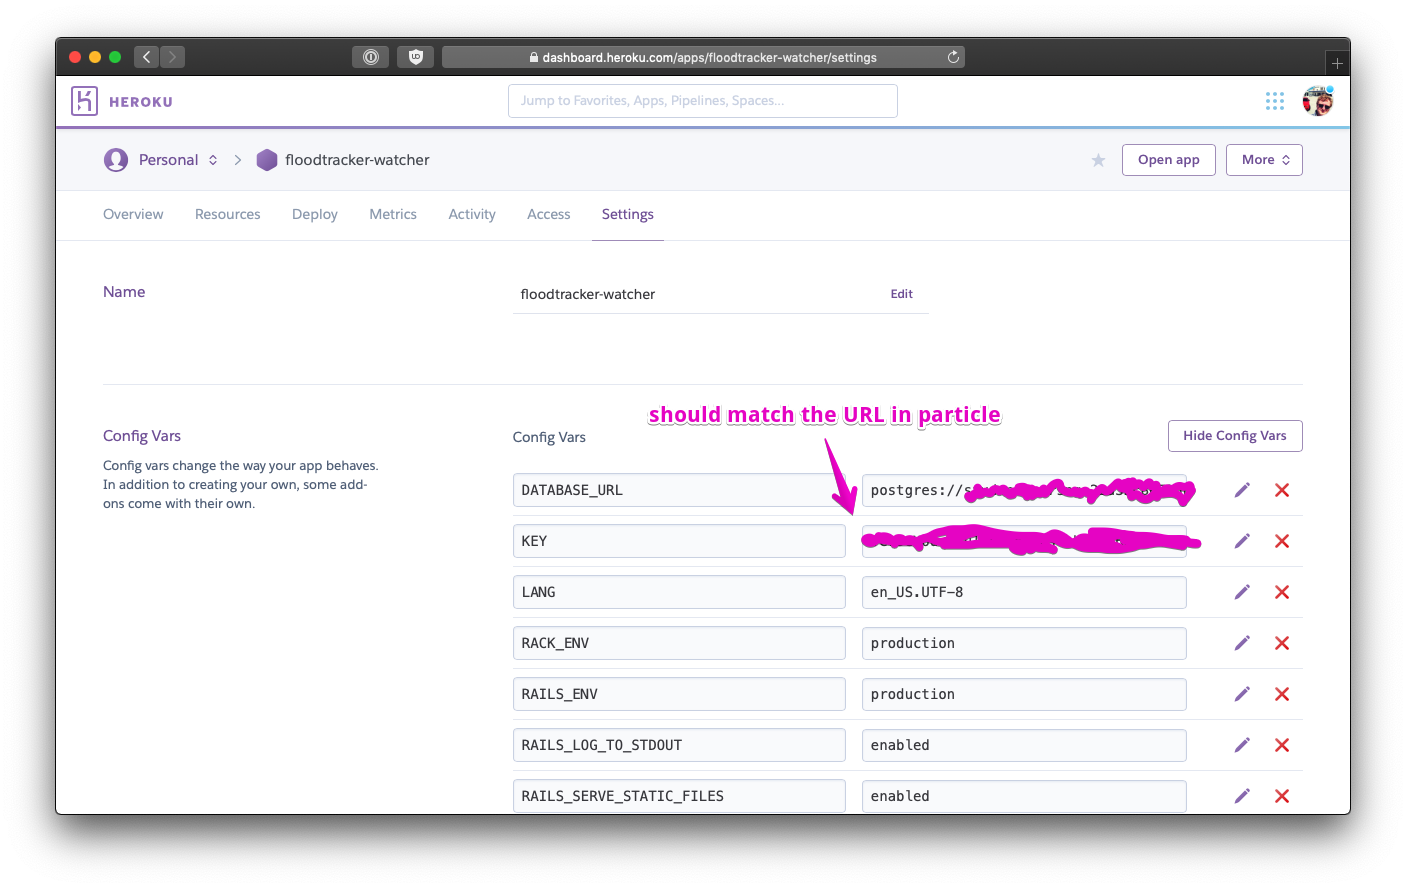 dashboard.heroku.com/apps/floodtracker-watcher/settings
HEROKU
Jump to Favorites, Apps, Pipelines, Spaces...
Personal
floodtracker-watcher
Open app
More
Overview Resources Deploy Metrics Activity Access Settings
Name
floodtracker-watcher
Edit
should match the URL in particle
Config Vars
Config vars change the way your app behaves.
In addition to creating your own, some add-
ons come with their own.
Config Vars
Hide Config Vars
DATABASE_URL postgres://
KEY
LANG en_US.UTF-8
RACK_ENV production
RAILS_ENV production
RAILS_LOG_TO_STDOUT enabled
RAILS_SERVE_STATIC_FILES enabled